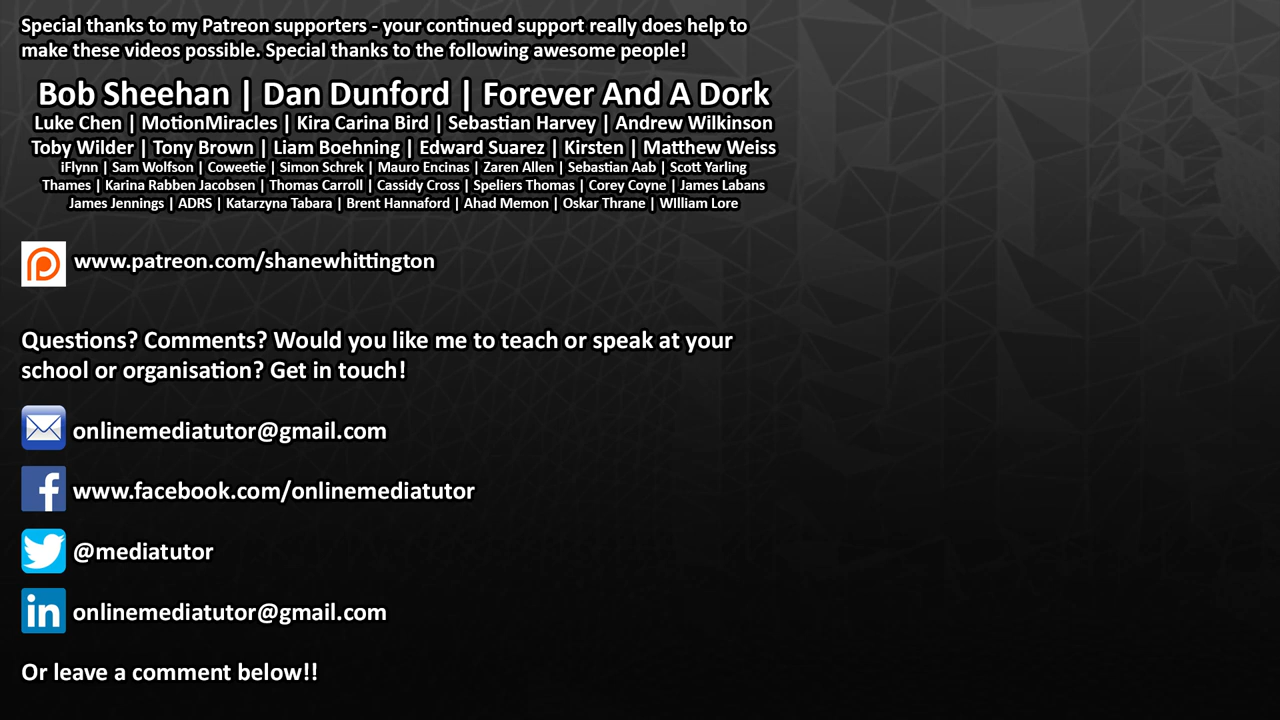 Special thanks to my Patreon supporters - your continued support really does help to
make these videos possible. Special thanks to the following awesome people!
Bob Sheehan | Dan Dunford | Forever And A Dork
Luke Chen | MotionMiracles | Kira Carina Bird | Sebastian Harvey | Andrew Wilkinson
Toby Wilder | Tony Brown | Liam Boehning | Edward Suarez | Kirsten | Matthew Weiss
iFlynn | Sam Wolfson | Coweetie | Simon Schrek | Mauro Encinas | Zaren Allen | Sebastian Aab | Scott Yarling
Thames | Karina Rabben Jacobsen | Thomas Carroll | Cassidy Cross | Speliers Thomas | Corey Coyne | James Labans
James Jennings | ADRS | Katarzyna Tabara | Brent Hannaford | Ahad Memon | Oskar Thrane | WIlliam Lore
www.patreon.com/shanewhittington
Questions? Comments? Would you like me to teach or speak at your
school or organisation? Get in touch!
onlinemediatutor@gmail.com
www.facebook.com/onlinemediatutor
@mediatutor
onlinemediatutor@gmail.com
Or leave a comment below!!